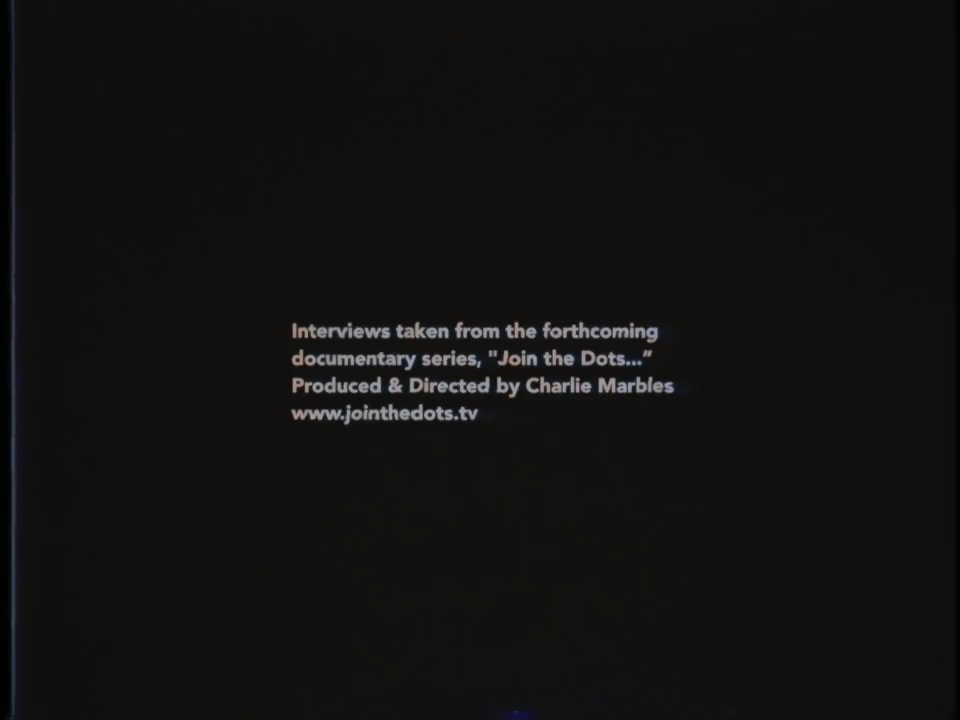 Interviews taken from the forthcoming
documentary series, "Join the Dots...”
Produced & Directed by Charlie Marbles
www.jointhedots.tv